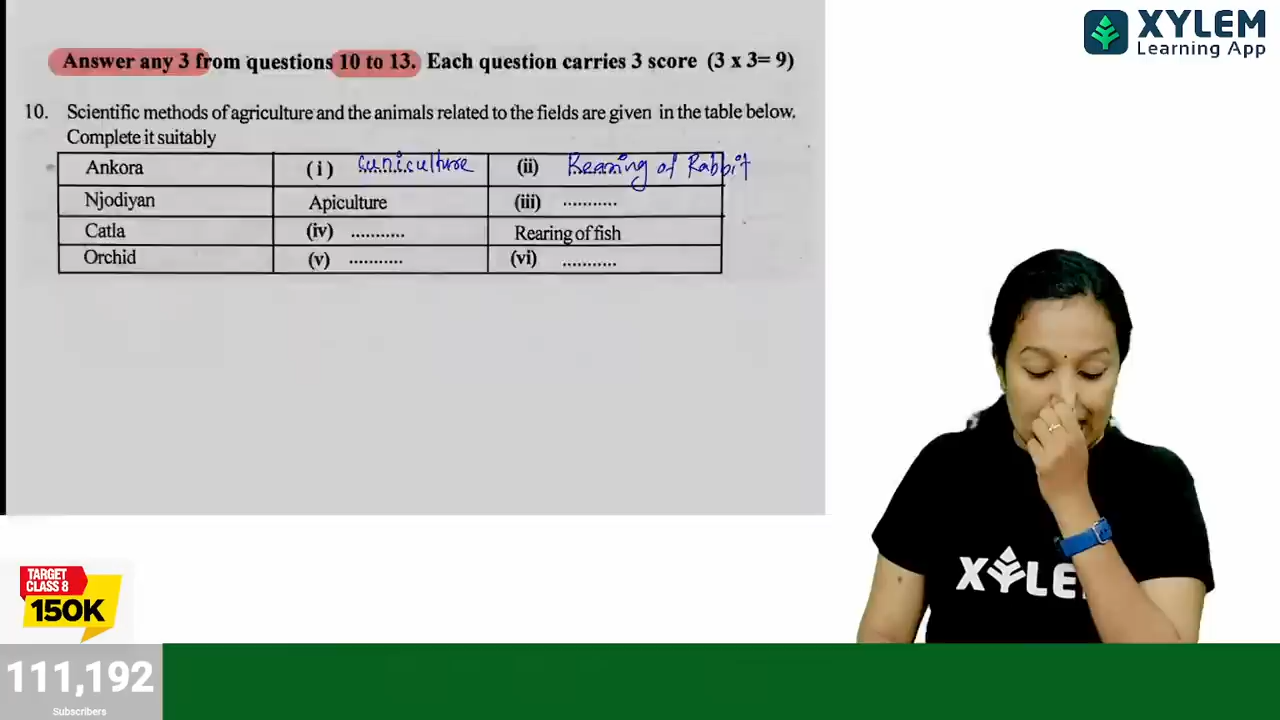 XYLEM
Learning App
Answer any 3 from questions 10 to 13. Each question carries 3 score (3 x 3= 9)
10. Scientific methods of agriculture and the animals related to the fields are given in the table below.
Complete it suitably
Ankora (i) Cuniculture (ii) Rearing of Rabbit
Njodiyan Apiculture (iii) ...........
Catla (iv) ........... Rearing of fish
Orchid (v) ........... (vi) ...........
XYLE
TARGET
CLASS 8
150K
111,192
Subscribers